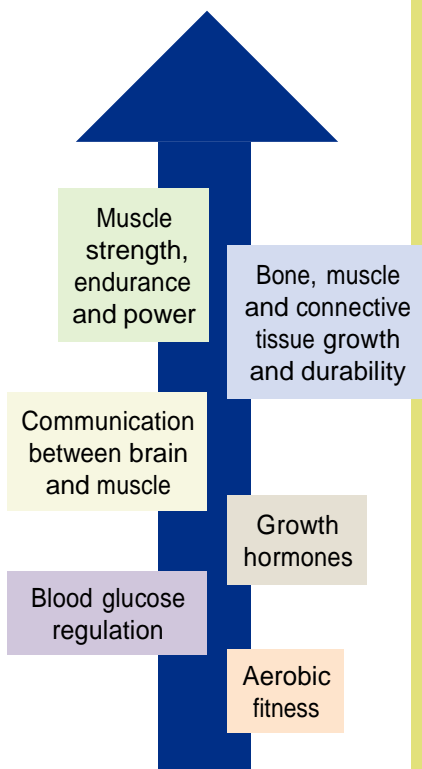 Muscle
strength,
endurance
and power
Bone, muscle
and connective
tissue growth
and durability
Communication
between brain
and muscle
Growth
hormones
Blood glucose
regulation
Aerobic
fitness